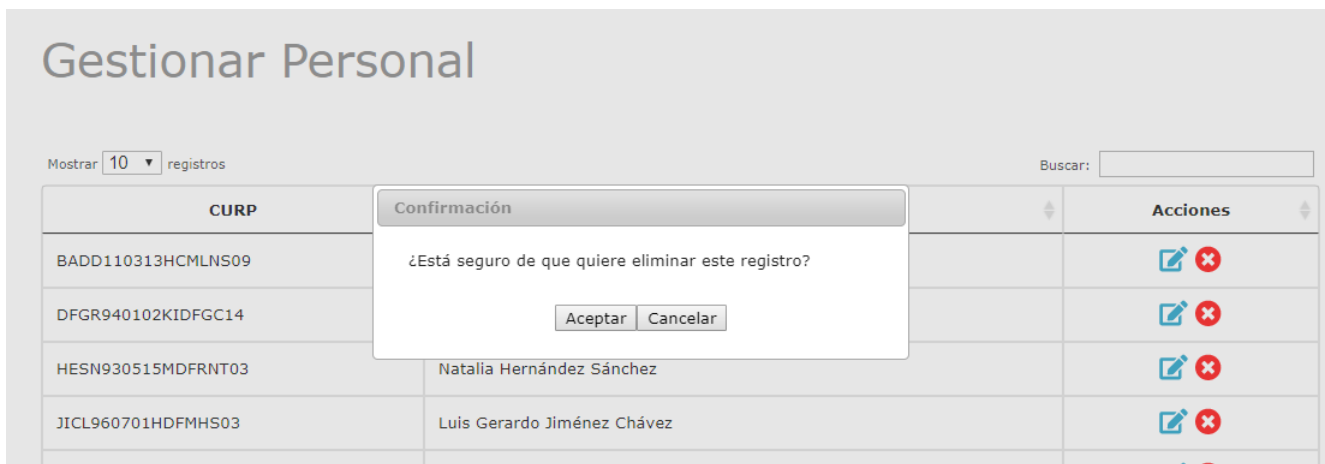 Gestionar Personal
Mostrar 10 registros
Buscar:
CURP
Acciones
Confirmación
¿Está seguro de que quiere eliminar este registro?
Aceptar Cancelar
BADD110313HCMLNS09
DFGR940102KIDFGC14
HESN930515MDFRNT03 Natalia Hernández Sánchez
JICL960701HDFMHS03 Luis Gerardo Jiménez Chávez